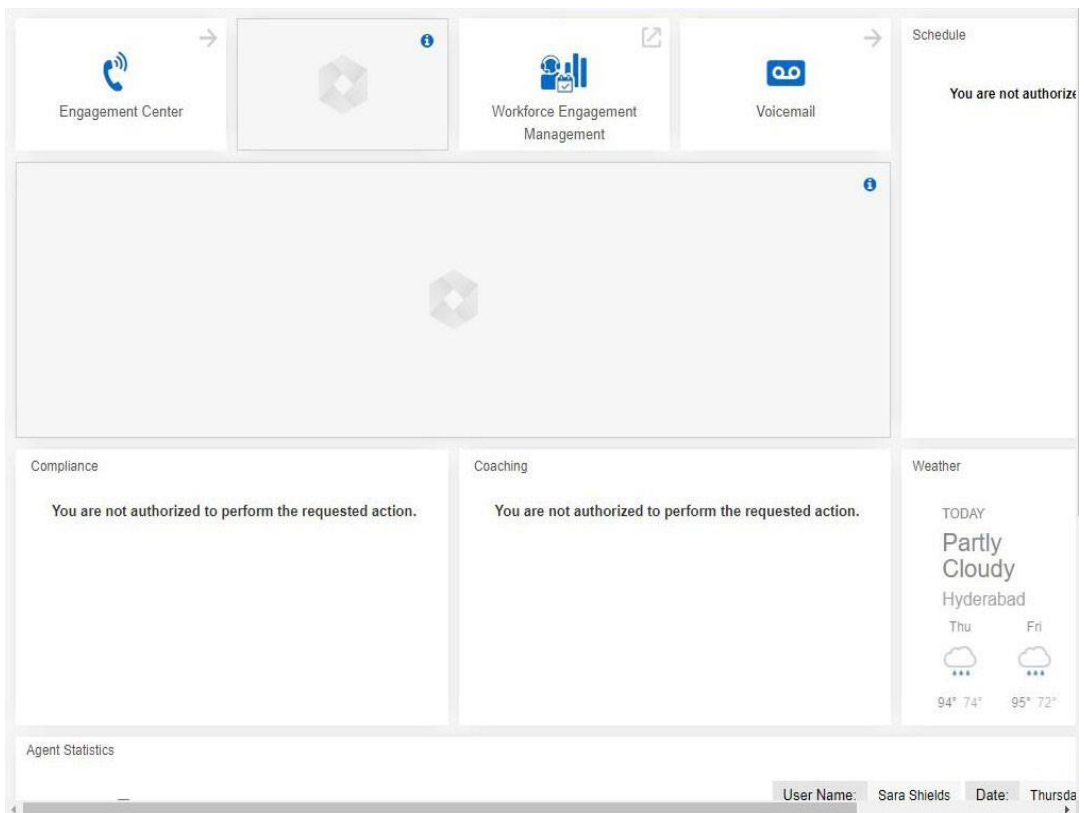 Engagement Center
Workforce Engagement
Management
Voicemail
Schedule
You are not authorize
Compliance
You are not authorized to perform the requested action.
Coaching
You are not authorized to perform the requested action.
Weather
TODAY
Partly
Cloudy
Hyderabad
Thu Fri
94° 74° 95° 72°
Agent Statistics
User Name: Sara Shields Date: Thursda